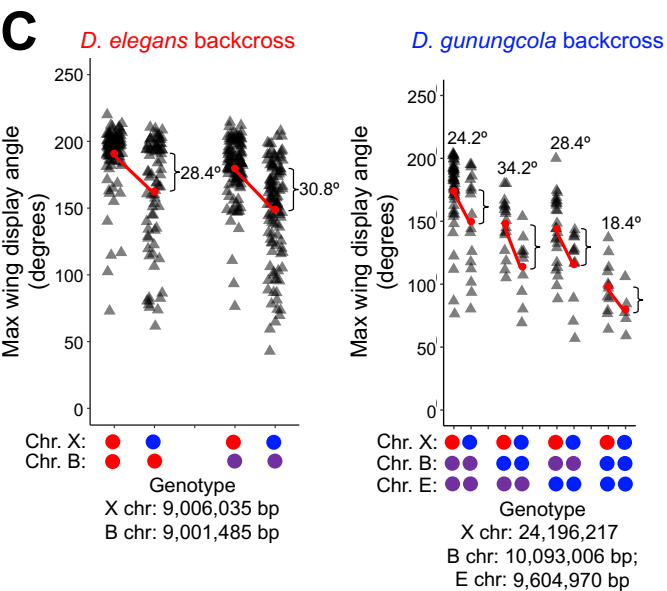 C
D. elegans backcross
Max wing display angle
(degrees)
250
200
150
100
50
0
28.4º
30.8º
Chr. X:
Chr. B:
Genotype
X chr: 9,006,035 bp
B chr: 9,001,485 bp
D. gunungcola backcross
Max wing display angle
(degrees)
250
200
150
100
50
0
24.2º
34.2º
28.4º
18.4º
Chr. X:
Chr. B:
Chr. E:
Genotype
X chr: 24,196,217
B chr: 10,093,006 bp;
E chr: 9,604,970 bp